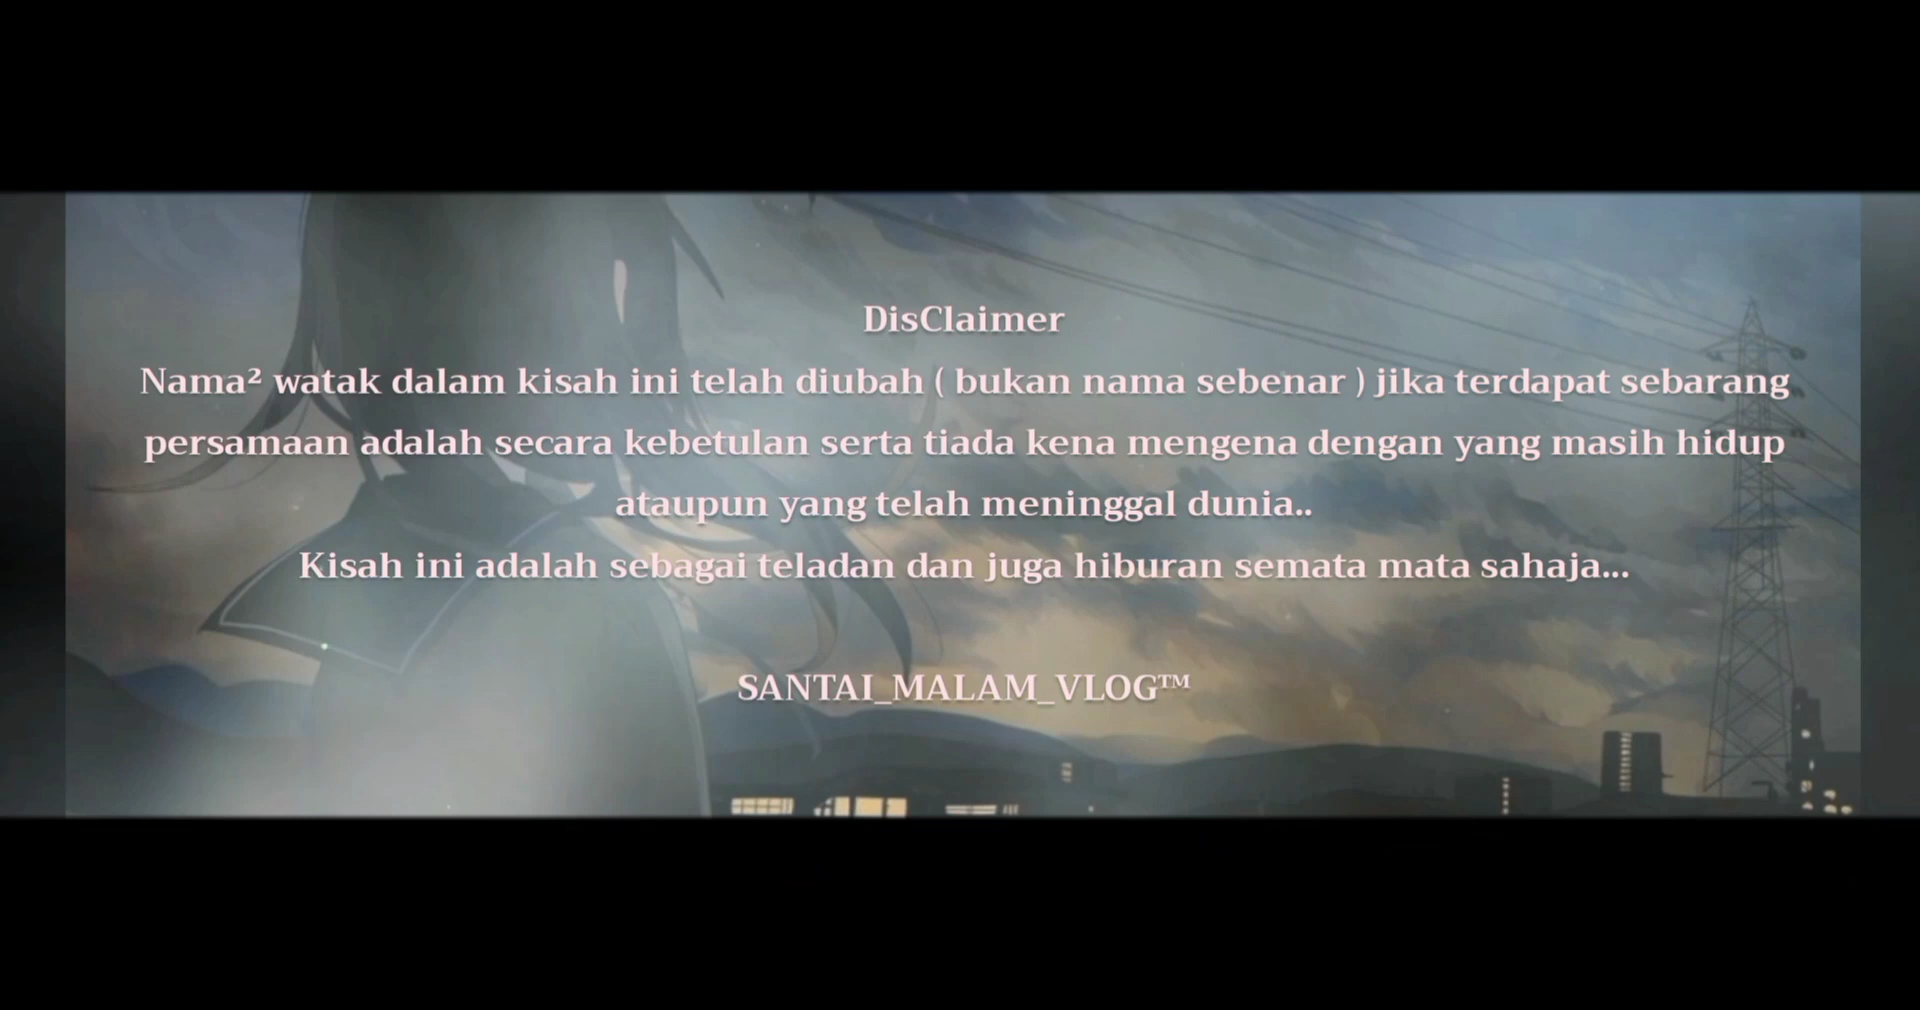 DisClaimer
Nama² watak dalam kisah ini telah diubah ( bukan nama sebenar ) jika terdapat sebarang
persamaan adalah secara kebetulan serta tiada kena mengena dengan yang masih hidup
ataupun yang telah meninggal dunia..
Kisah ini adalah sebagai teladan dan juga hiburan semata mata sahaja...
SANTAI_MALAM_VLOG™